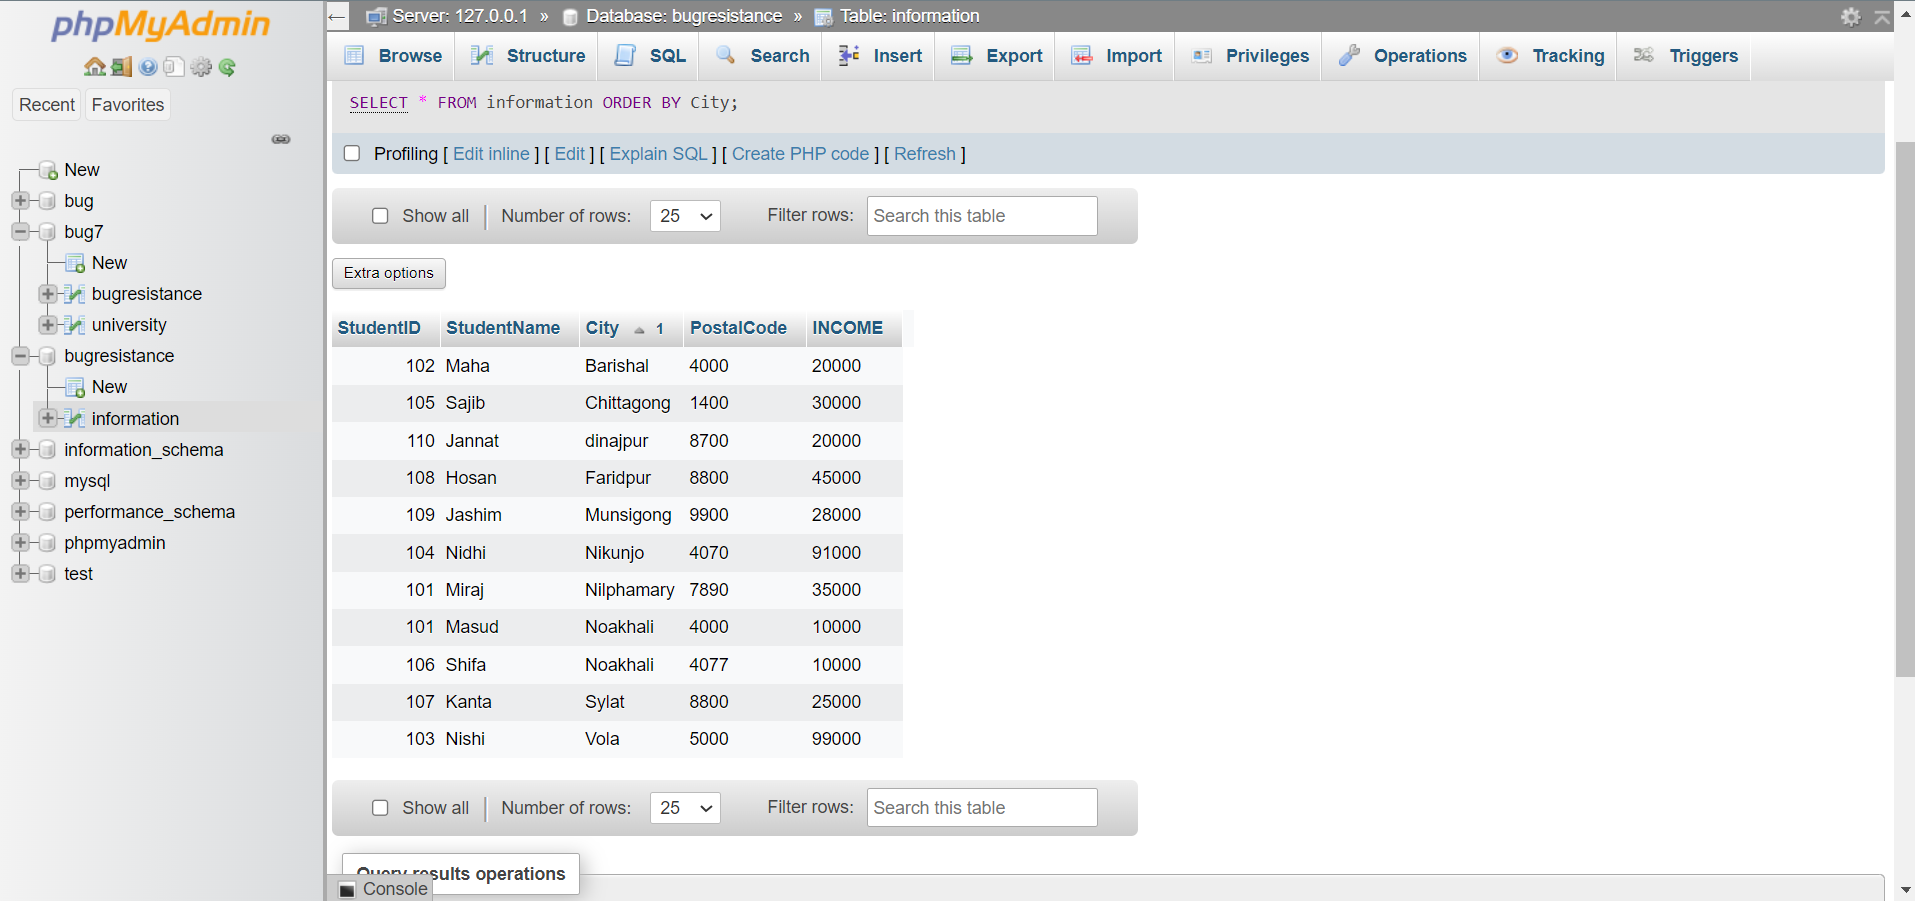 phpMyAdmin
Recent Favorites
New
bug
bug7
New
bugresistance
university
bugresistance
New
information
information_schema
mysql
performance_schema
phpmyadmin
test
Server: 127.0.0.1 » Database: bugresistance » Table: information
Browse Structure SQL Search Insert Export Import Privileges Operations Tracking Triggers
SELECT * FROM information ORDER BY City;
Profiling [ Edit inline ] [ Edit ] [ Explain SQL ] [ Create PHP code ] [ Refresh ]
Show all Number of rows: 25 Filter rows: Search this table
Extra options
StudentID StudentName City 1 PostalCode INCOME
102 Maha Barishal 4000 20000
105 Sajib Chittagong 1400 30000
110 Jannat dinajpur 8700 20000
108 Hosan Faridpur 8800 45000
109 Jashim Munsigong 9900 28000
104 Nidhi Nikunjo 4070 91000
101 Miraj Nilphamary 7890 35000
101 Masud Noakhali 4000 10000
106 Shifa Noakhali 4077 10000
107 Kanta Sylat 8800 25000
103 Nishi Vola 5000 99000
Show all Number of rows: 25 Filter rows: Search this table
Query results operations
Console